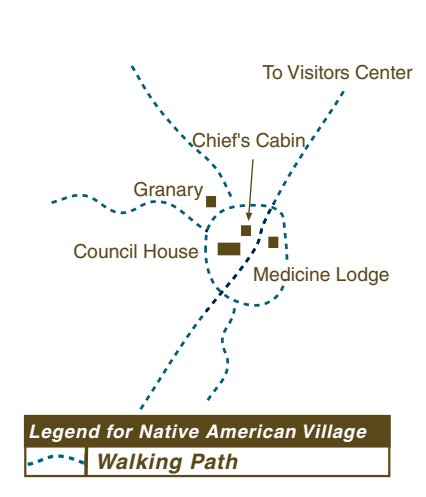 To Visitors Center
Chief's Cabin
Granary
Council House
Medicine Lodge
Legend for Native American Village
Walking Path